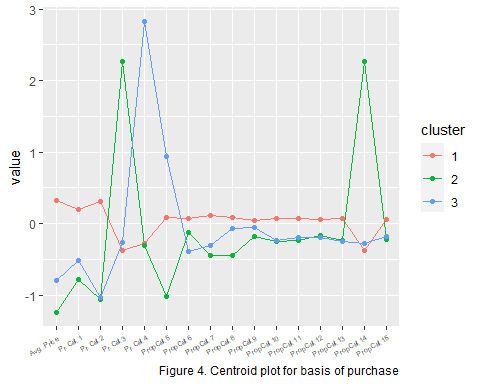 3
2
1
0
-1
value
Avg. Price
Pr. Cat. 1
Pr. Cat. 2
Pr. Cat. 3
Pr. Cat. 4
PropCat. 5
PropCat. 6
PropCat. 7
PropCat. 8
PropCat. 9
PropCat. 10
PropCat. 11
PropCat. 12
PropCat. 13
PropCat. 14
PropCat. 15
cluster
1
2
3
Figure 4. Centroid plot for basis of purchase